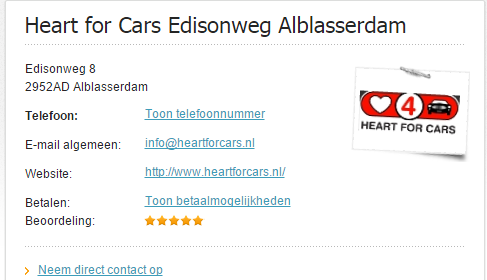 Heart for Cars Edisonweg Alblasserdam
Edisonweg 8
2952AD Alblasserdam
4
HEART FOR CARS
Telefoon: Toon telefoonnummer
E-mail algemeen: info@heartforcars.nl
Website: http://www.heartforcars.nl/
Betalen: Toon betaalmogelijkheden
Beoordeling:
Neem direct contact op